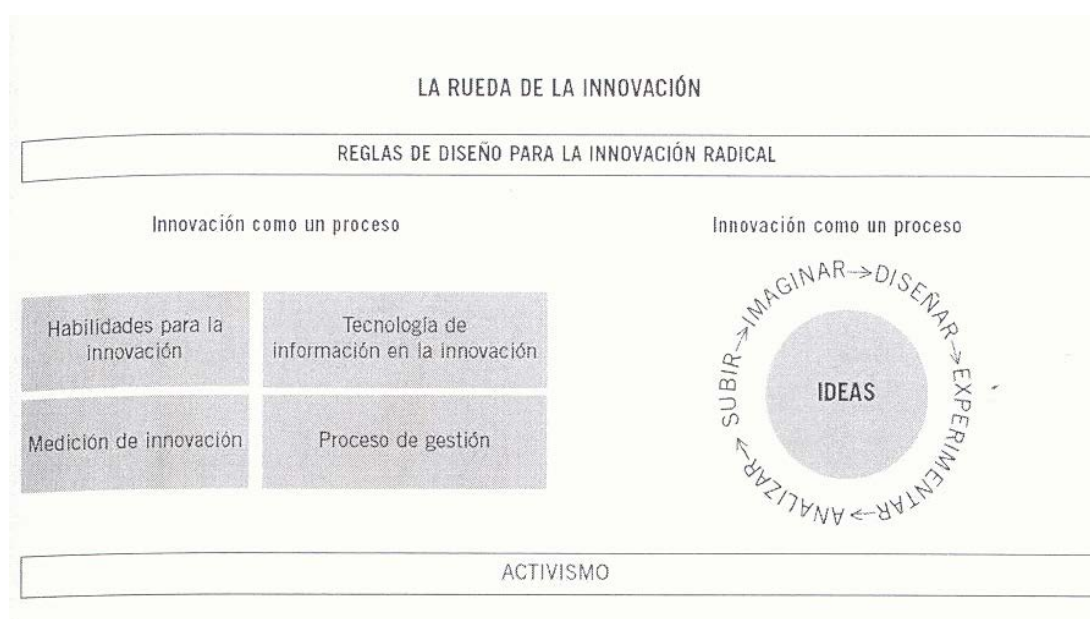 LA RUEDA DE LA INNOVACIÓN
REGLAS DE DISEÑO PARA LA INNOVACIÓN RADICAL
Innovación como un proceso
Habilidades para la
innovación
Tecnología de
información en la innovación
Medición de innovación
Proceso de gestión
Innovación como un proceso
SUBIR→IMAGINAR→DISEÑAR→EXPERIMENTAR→ANALIZAR→
IDEAS
ACTIVISMO